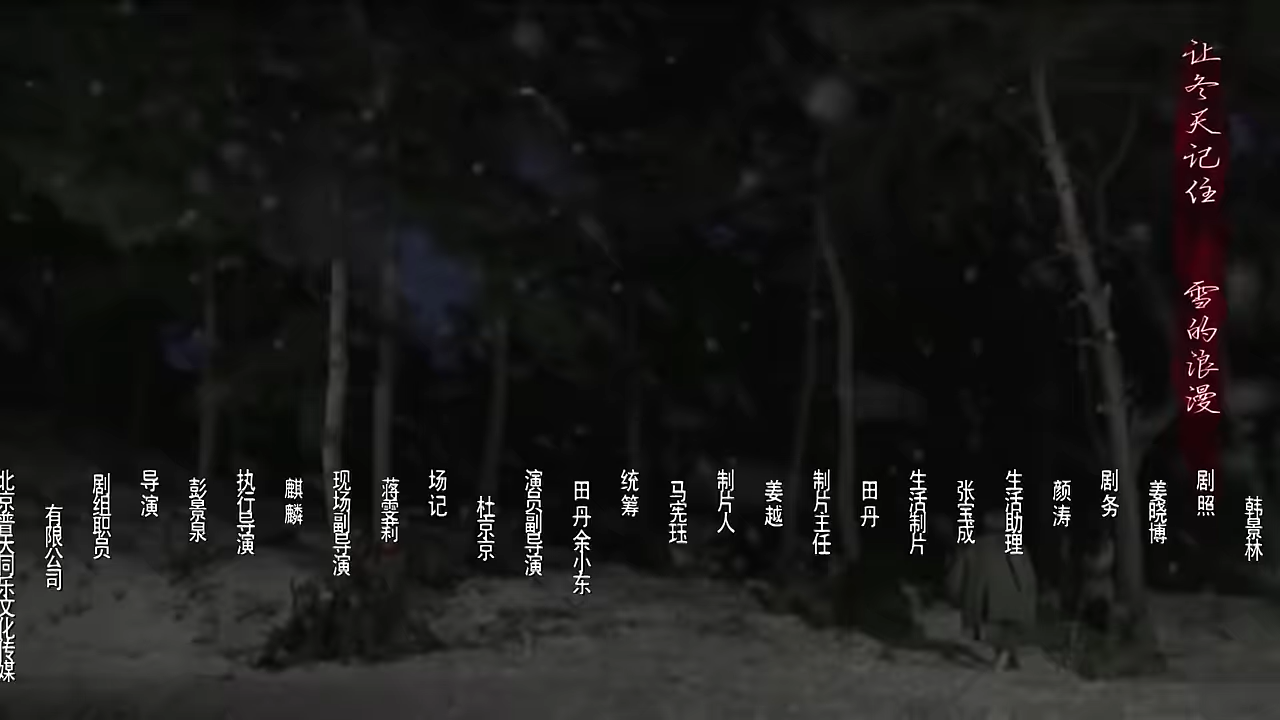 让冬天记住
雪的浪漫
北京普天同乐文化传媒
有限公司
剧组职员
导演
彭景泉
执行导演
麒麟
现场副导演
蒋雯莉
场记
杜京京
演员副导演
田丹余小东
统筹
马宪珏
制片人
姜越
制片主任
田丹
生活制片
张宝成
生活助理
颜涛
剧务
姜晓博
剧照
韩景林